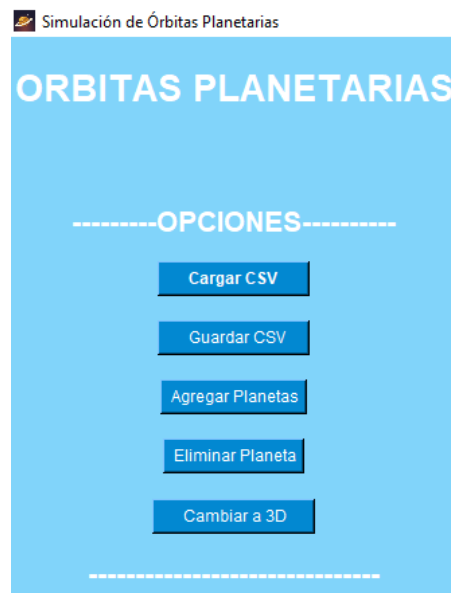 Simulación de Órbitas Planetarias
ORBITAS PLANETARIAS
---------OPCIONES----------
Cargar CSV
Guardar CSV
Agregar Planetas
Eliminar Planeta
Cambiar a 3D
-------------------------------